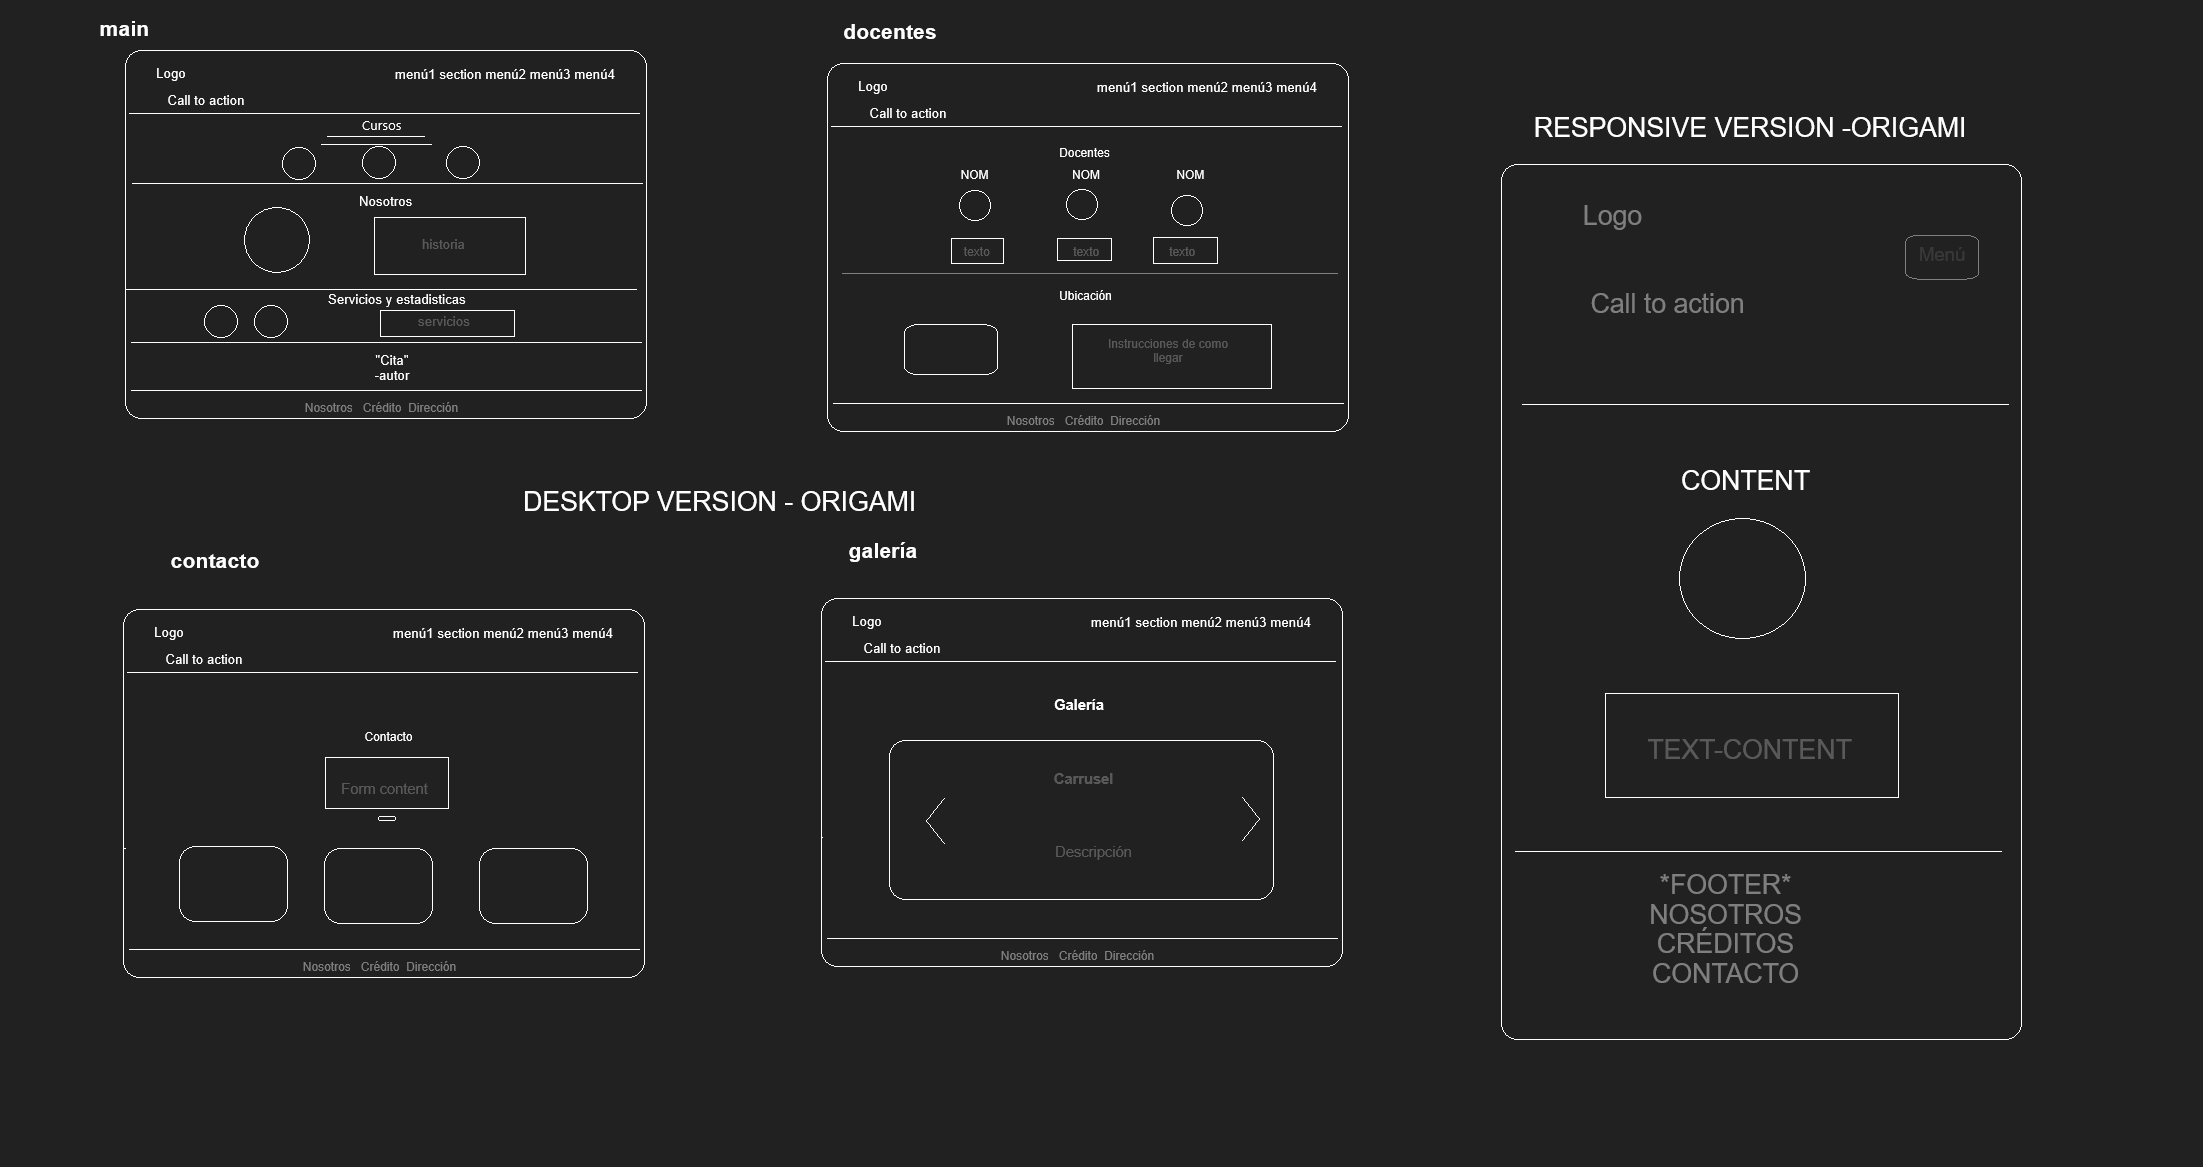 main
Logo
menú1 section menú2 menú3 menú4
Call to action
Cursos
Nosotros
historia
Servicios y estadisticas
servicios
"Cita"
-autor
Nosotros Crédito Dirección
docentes
Logo
menú1 section menú2 menú3 menú4
Call to action
Docentes
NOM NOM NOM
texto texto texto
Ubicación
Instrucciones de como
llegar
Nosotros Crédito Dirección
DESKTOP VERSION - ORIGAMI
contacto
Logo
menú1 section menú2 menú3 menú4
Call to action
Contacto
Form content
Nosotros Crédito Dirección
galería
Logo
menú1 section menú2 menú3 menú4
Call to action
Galería
Carrusel
Descripción
Nosotros Crédito Dirección
RESPONSIVE VERSION -ORIGAMI
Logo
Menú
Call to action
CONTENT
TEXT-CONTENT
*FOOTER*
NOSOTROS
CRÉDITOS
CONTACTO